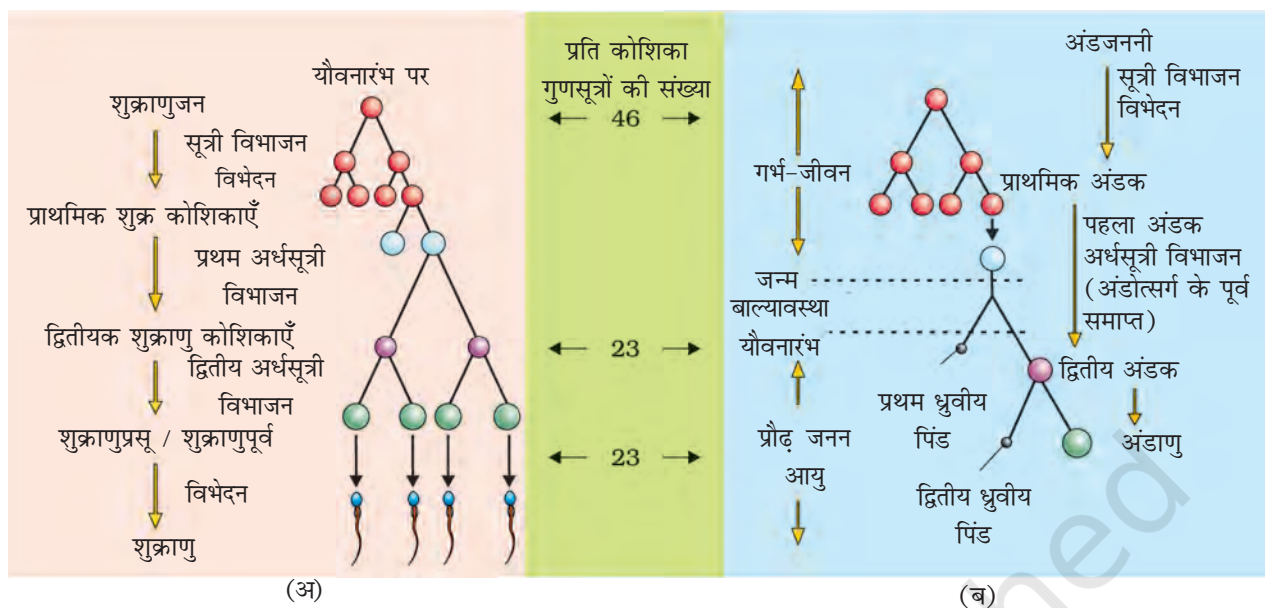 यौवनारंभ पर
शुक्राणुजन
सूत्री विभाजन
विभेदन
प्राथमिक शुक्र कोशिकाएँ
प्रथम अर्धसूत्री
विभाजन
द्वितीयक शुक्राणु कोशिकाएँ
द्वितीय अर्धसूत्री
विभाजन
शुक्राणुप्रसू / शुक्राणुपूर्व
विभेदन
शुक्राणु
(अ)
प्रति कोशिका
गुणसूत्रों की संख्या
46
23
23
गर्भ-जीवन
जन्म
बाल्यावस्था
यौवनारंभ
प्रौढ़ जनन
आयु
अंडजननी
सूत्री विभाजन
विभेदन
प्राथमिक अंडक
पहला अंडक
अर्धसूत्री विभाजन
(अंडोत्सर्ग के पूर्व
समाप्त)
द्वितीय अंडक
प्रथम ध्रुवीय
पिंड
अंडाणु
द्वितीय ध्रुवीय
पिंड
(ब)